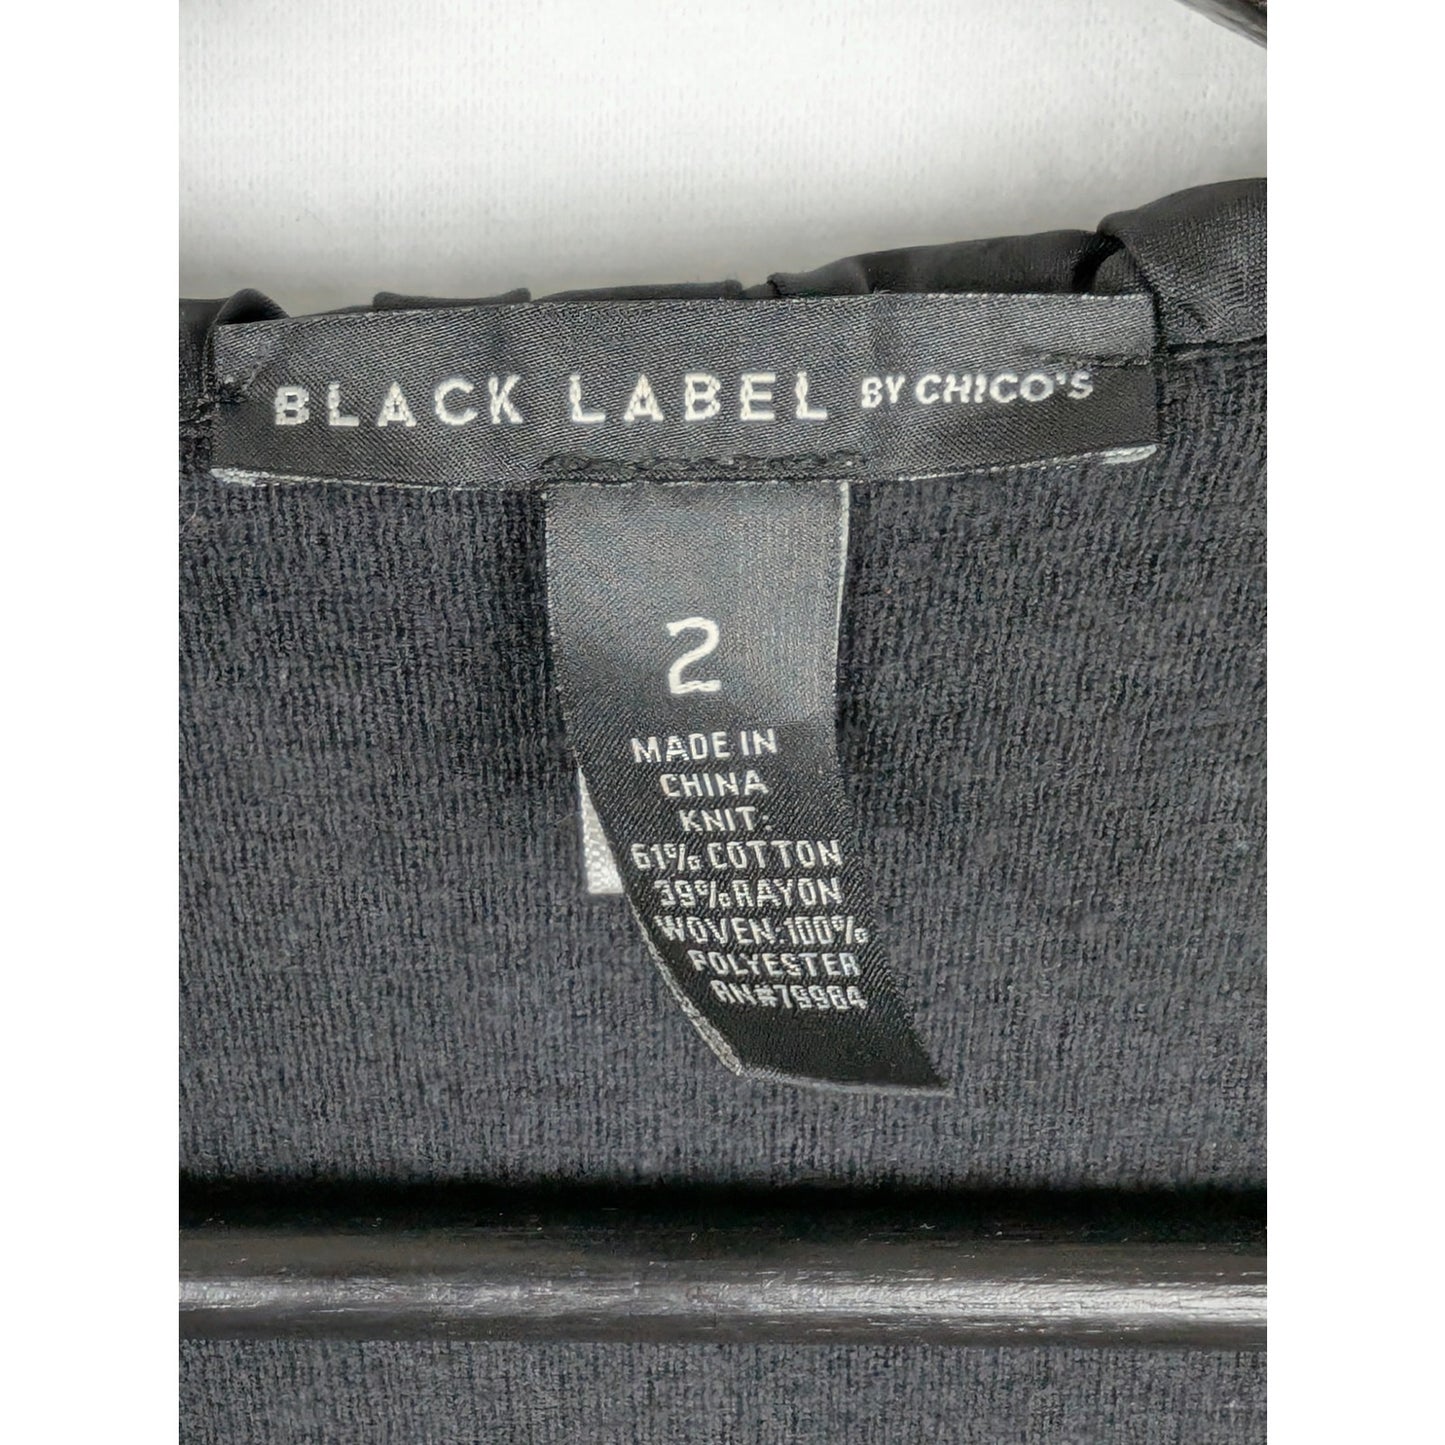 BLACK LABEL BY CHICO'S
2
MADE IN
CHINA
KNIT:
61% COTTON
39% RAYON
WOVEN:100%
POLYESTER
RN#79984